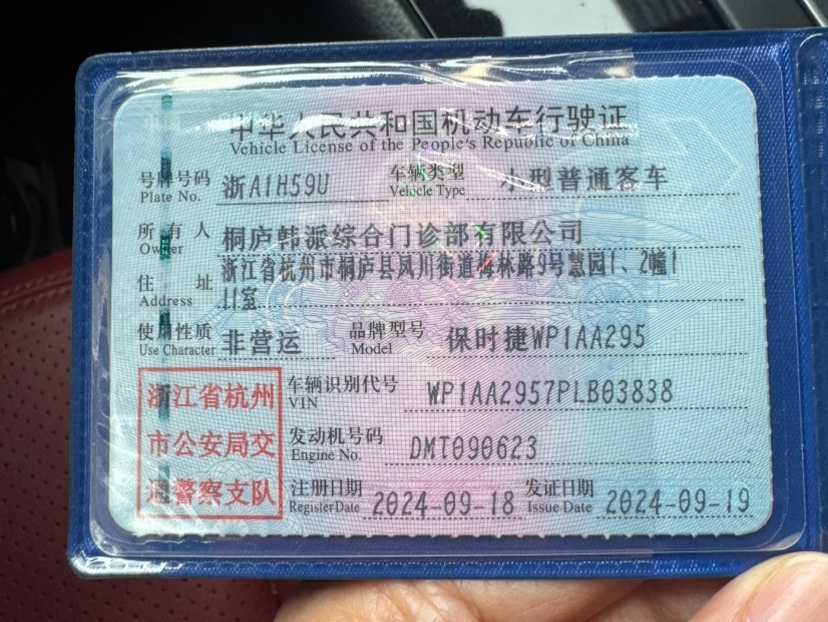 中华人民共和国机动车行驶证
Vehicle License of the People's Republic of China
号牌号码 浙A1H59U 车辆类型 小型普通客车
Plate No. Vehicle Type
所有人 桐庐韩派综合门诊部有限公司
Owner
住址 浙江省杭州市桐庐县凤川街道梅林路9号慧园1、2幢1
Address 11室
使用性质 非营运 品牌型号 保时捷WP1AA295
Use Character Model
浙江省杭州 车辆识别代号 WP1AA2957PLB03838
VIN
市公安局交 发动机号码 DMT090623
Engine No.
通警察支队 注册日期 2024-09-18 发证日期 2024-09-19
Register Date Issue Date